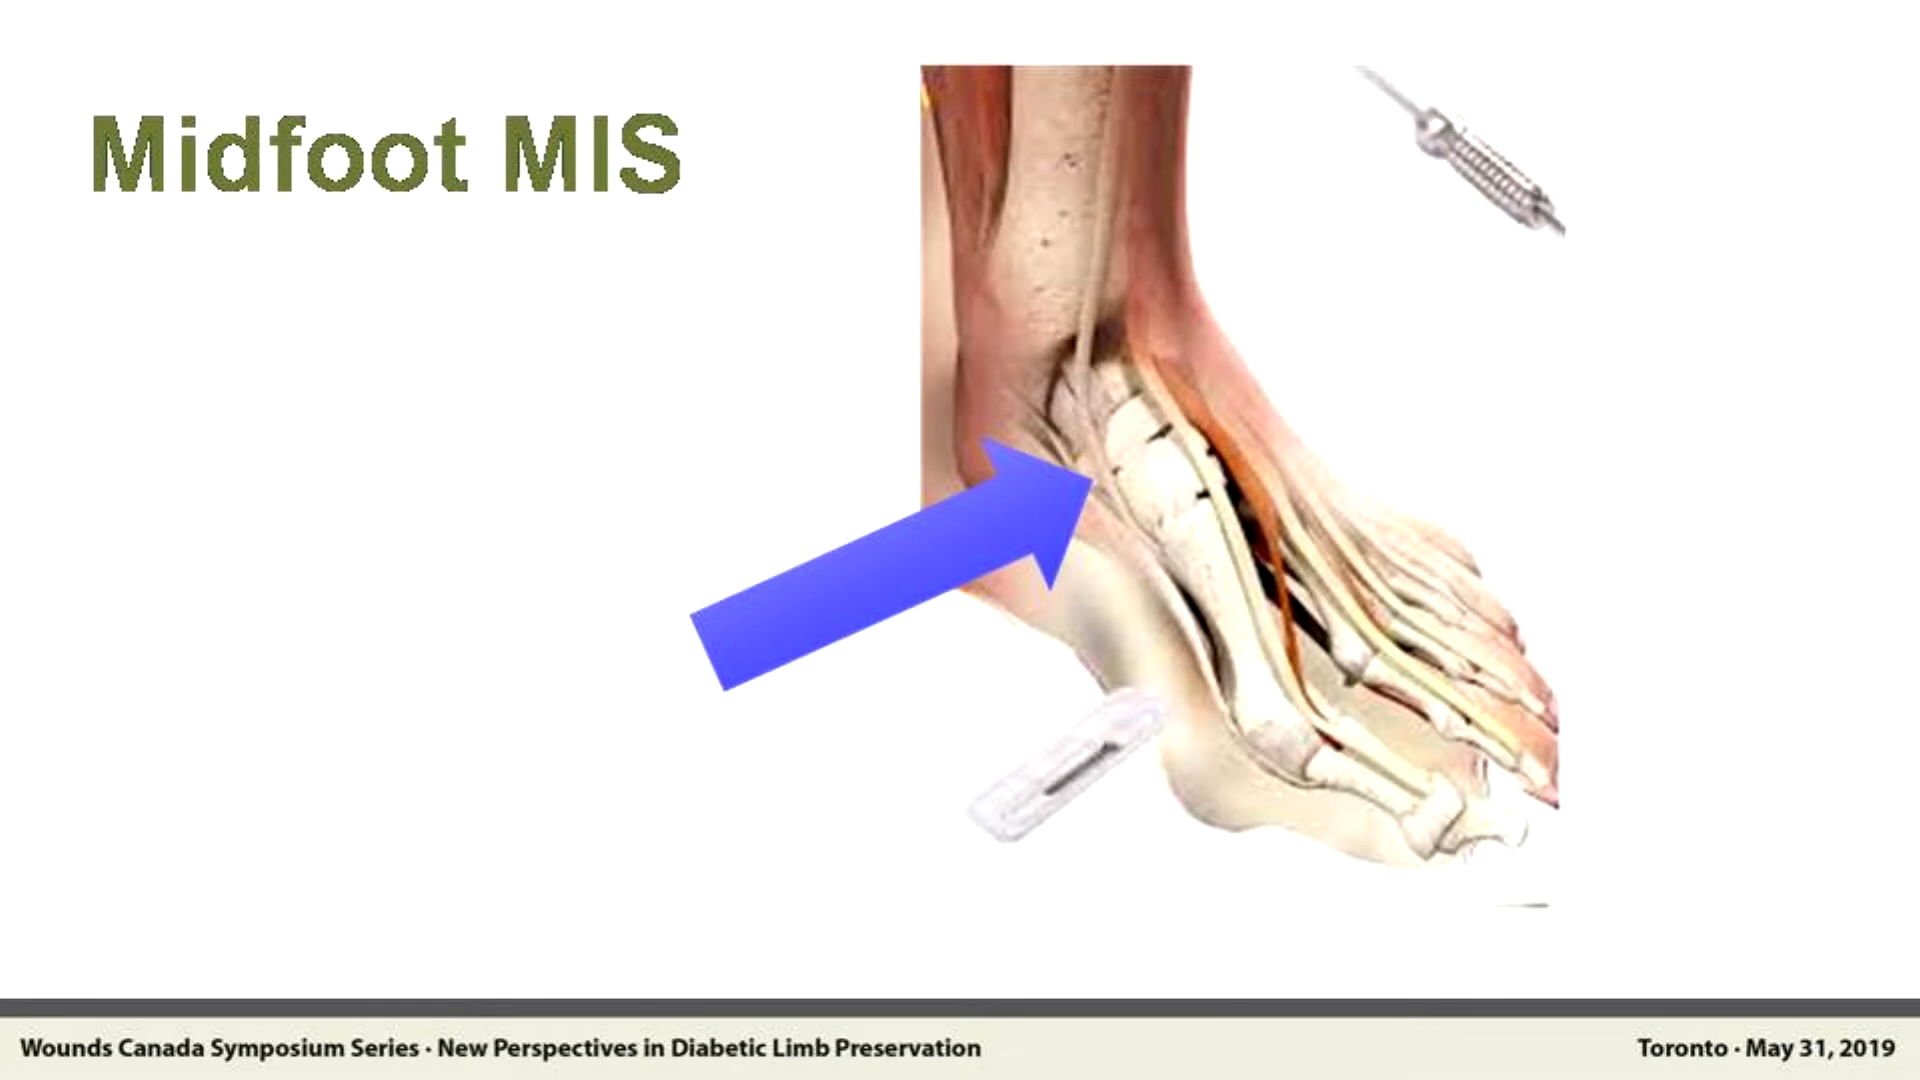 Midfoot MIS
Wounds Canada Symposium Series · New Perspectives in Diabetic Limb Preservation
Toronto · May 31, 2019